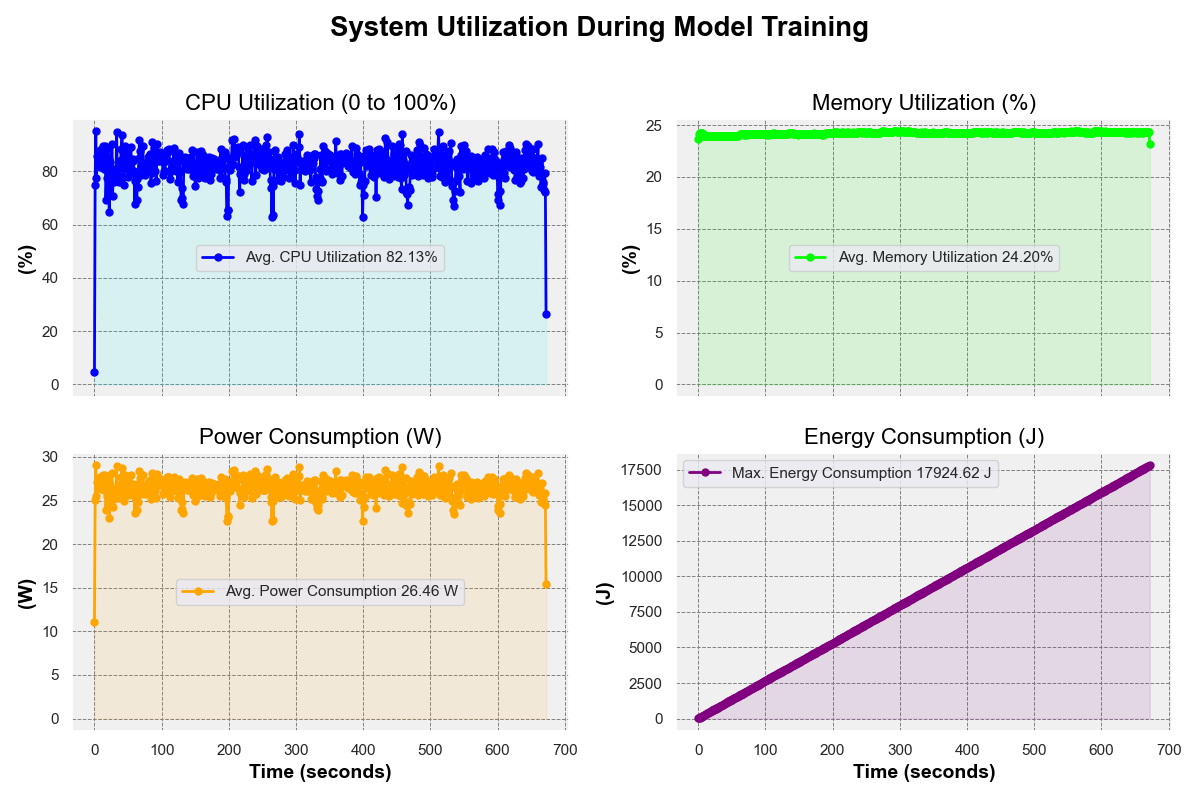 System Utilization During Model Training
CPU Utilization (0 to 100%)
(%)
80
60
40
20
0
Avg. CPU Utilization 82.13%
Memory Utilization (%)
(%)
25
20
15
10
5
0
Avg. Memory Utilization 24.20%
Power Consumption (W)
(W)
30
25
20
15
10
5
0
Avg. Power Consumption 26.46 W
0 100 200 300 400 500 600 700
Time (seconds)
Energy Consumption (J)
(J)
17500
15000
12500
10000
7500
5000
2500
0
Max. Energy Consumption 17924.62 J
0 100 200 300 400 500 600 700
Time (seconds)